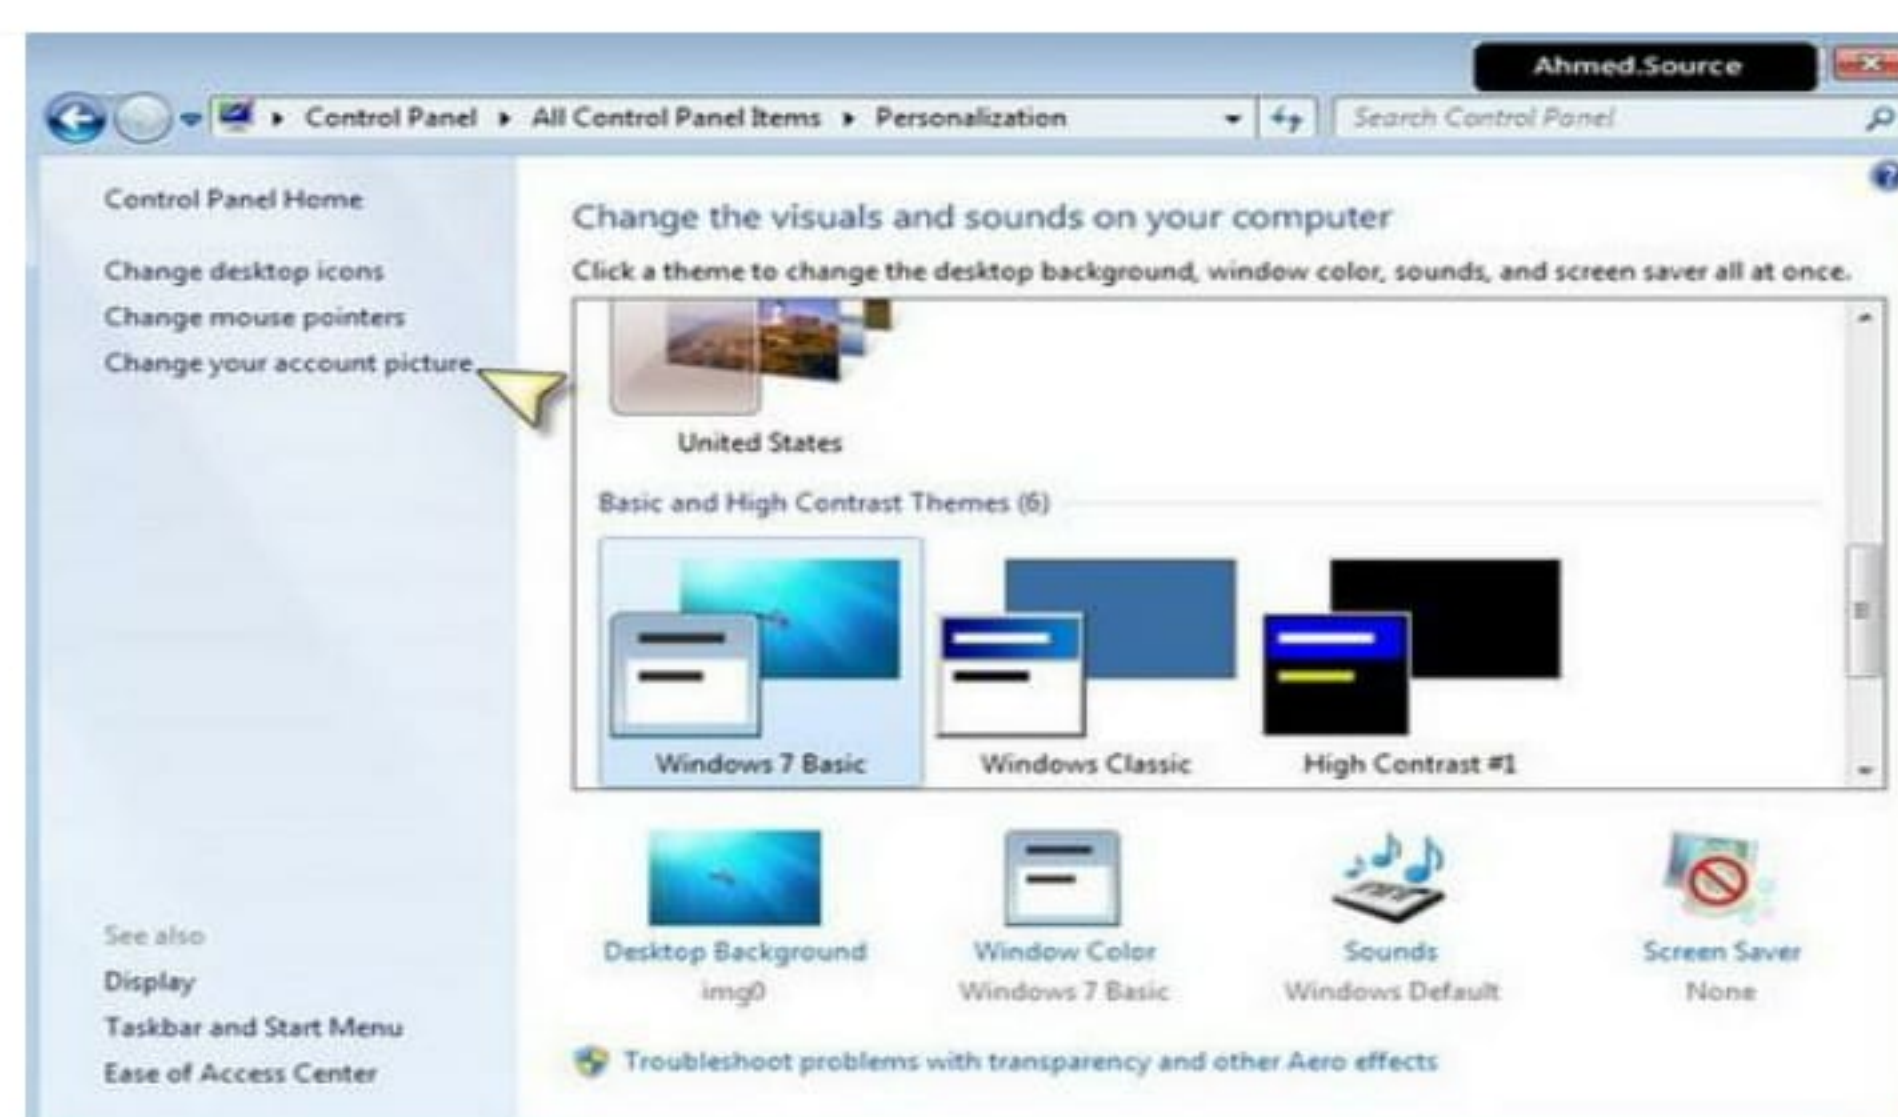 Ahmed.Source
Control Panel All Control Panel Items Personalization Search Control Panel
Control Panel Home
Change desktop icons
Change mouse pointers
Change your account picture
See also
Display
Taskbar and Start Menu
Ease of Access Center
Change the visuals and sounds on your computer
Click a theme to change the desktop background, window color, sounds, and screen saver all at once.
United States
Basic and High Contrast Themes (6)
Windows 7 Basic Windows Classic High Contrast #1
Desktop Background Window Color Sounds Screen Saver
img0 Windows 7 Basic Windows Default None
Troubleshoot problems with transparency and other Aero effects